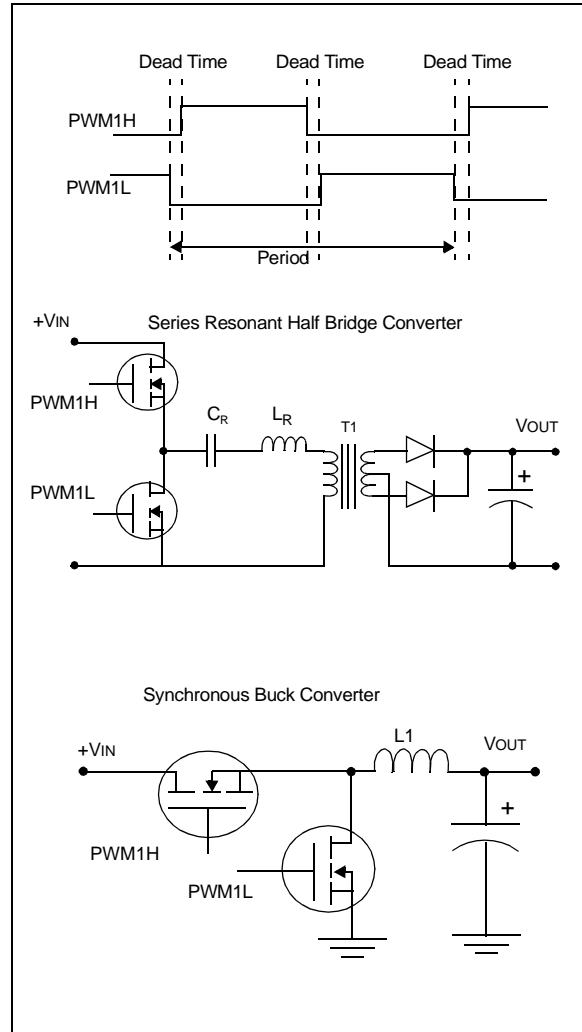 Dead Time Dead Time Dead Time
PWM1H
PWM1L
Period
Series Resonant Half Bridge Converter
+VIN
PWM1H
CR LR T1
VOUT
+
PWM1L
Synchronous Buck Converter
+VIN
L1
VOUT
+
PWM1H
PWM1L